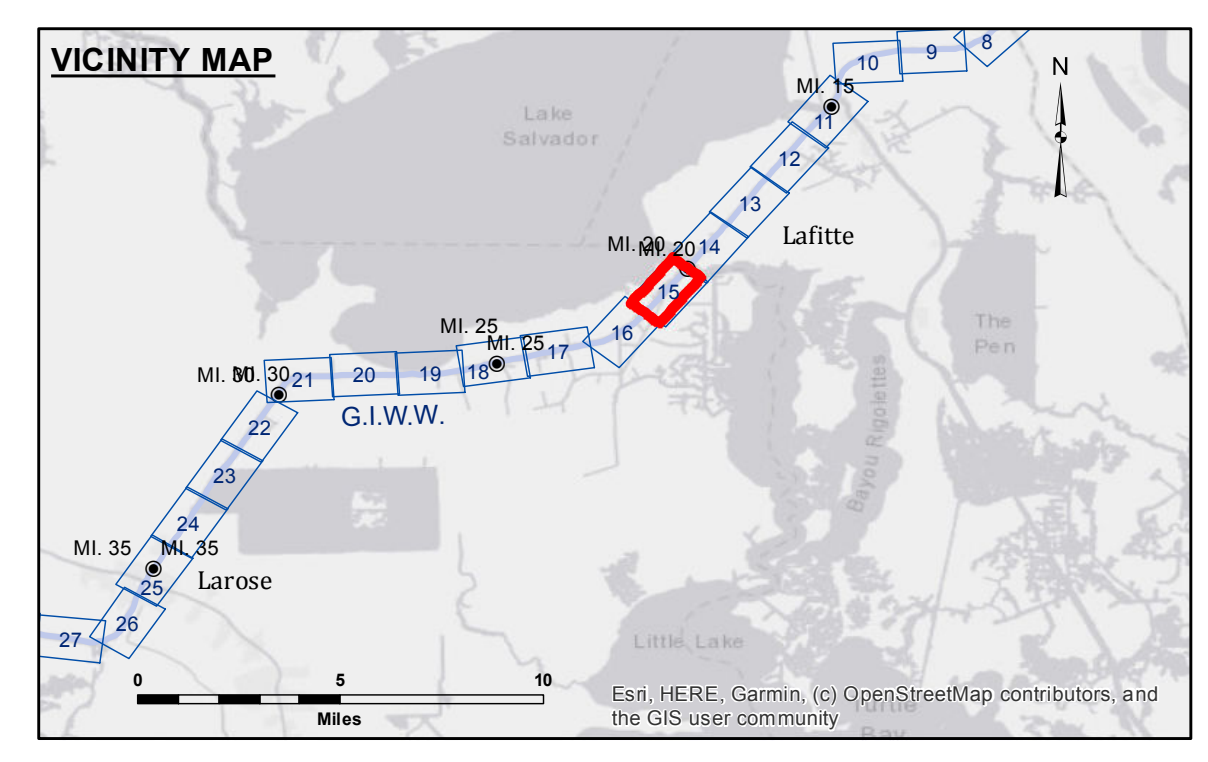 VICINITY MAP
8
9
10
N
MI. 15
11
Lake
Salvador
12
13
Lafitte
MI. 20
MI. 20
14
15
The
Pen
16
MI. 25
MI. 25
17
18
19
20
21
MI. 30
MI. 30
G.I.W.W.
Bayou Rigolettes
22
23
24
MI. 35
MI. 35
25
Larose
26
27
Little Lake
0
5
10
Miles
Esri, HERE, Garmin, (c) OpenStreetMap contributors, and
the GIS user community
Turtle
Bay